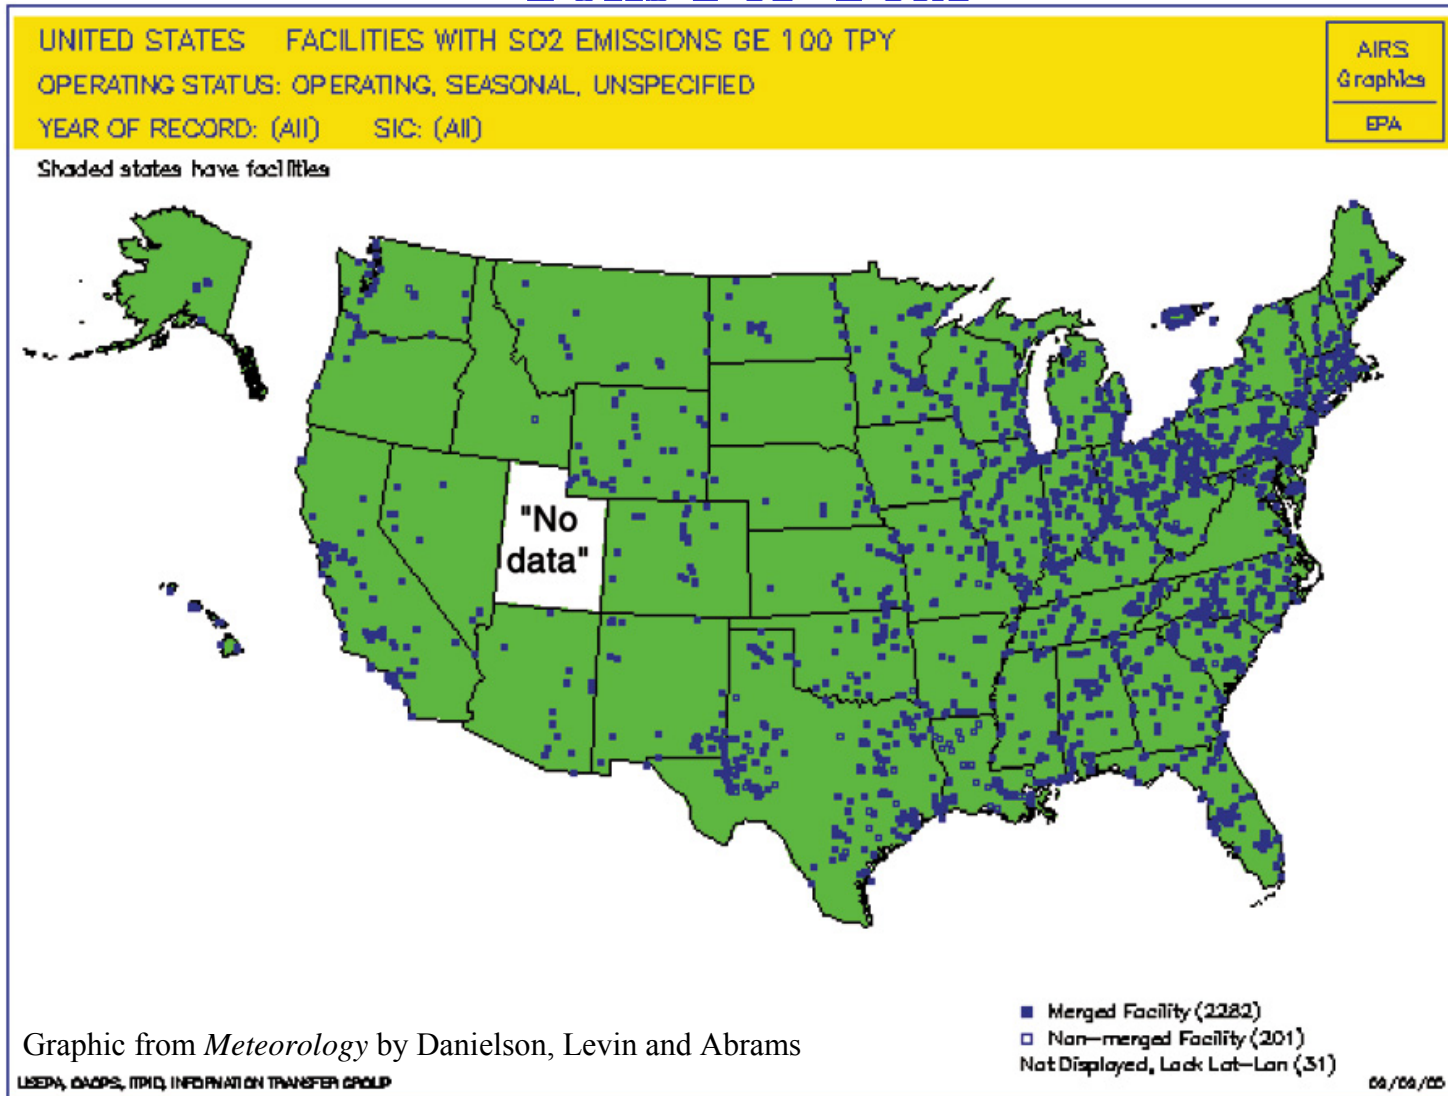 UNITED STATES FACILITIES WITH SO2 EMISSIONS GE 100 TPY
OPERATING STATUS: OPERATING, SEASONAL, UNSPECIFIED
YEAR OF RECORD: (All) SIC: (All)
AIRS
Graphics
EPA
Shaded states have facilities
"No
data"
Merged Facility (2282)
Non-merged Facility (201)
Not Displayed, Lack Lat-Lon (31)
Graphic from Meteorology by Danielson, Levin and Abrams
USEPA, OAQPS, ITPID, INFORMATION TRANSFER GROUP